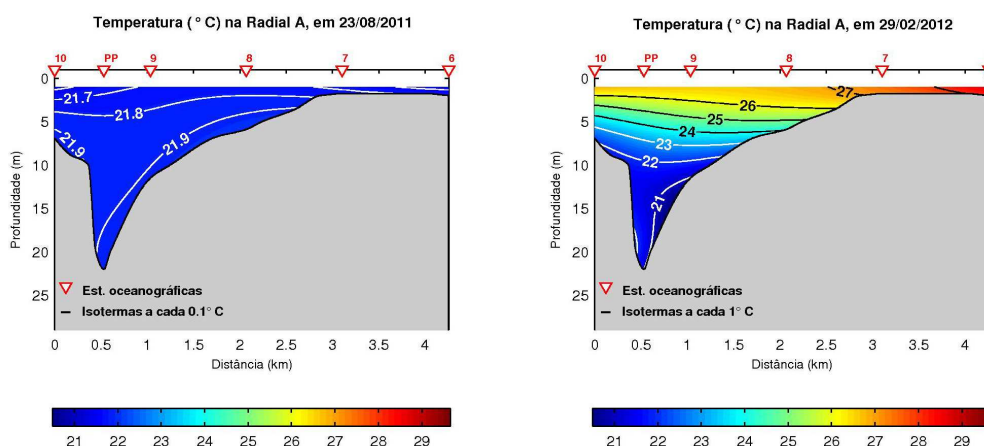 Temperatura ( ° C) na Radial A, em 23/08/2011
10 PP 9 8 7 6
0
5
10
15
20
25
Profundidade (m)
21.7
21.8
21.9
21.9
Est. oceanográficas
Isotermas a cada 0.1° C
0 0.5 1 1.5 2 2.5 3 3.5 4
Distância (km)
21 22 23 24 25 26 27 28 29
Temperatura ( ° C) na Radial A, em 29/02/2012
10 PP 9 8 7
0
5
10
15
20
25
Profundidade (m)
27
26
25
24
23
22
21
Est. oceanográficas
Isotermas a cada 1° C
0 0.5 1 1.5 2 2.5 3 3.5 4
Distância (km)
21 22 23 24 25 26 27 28 29